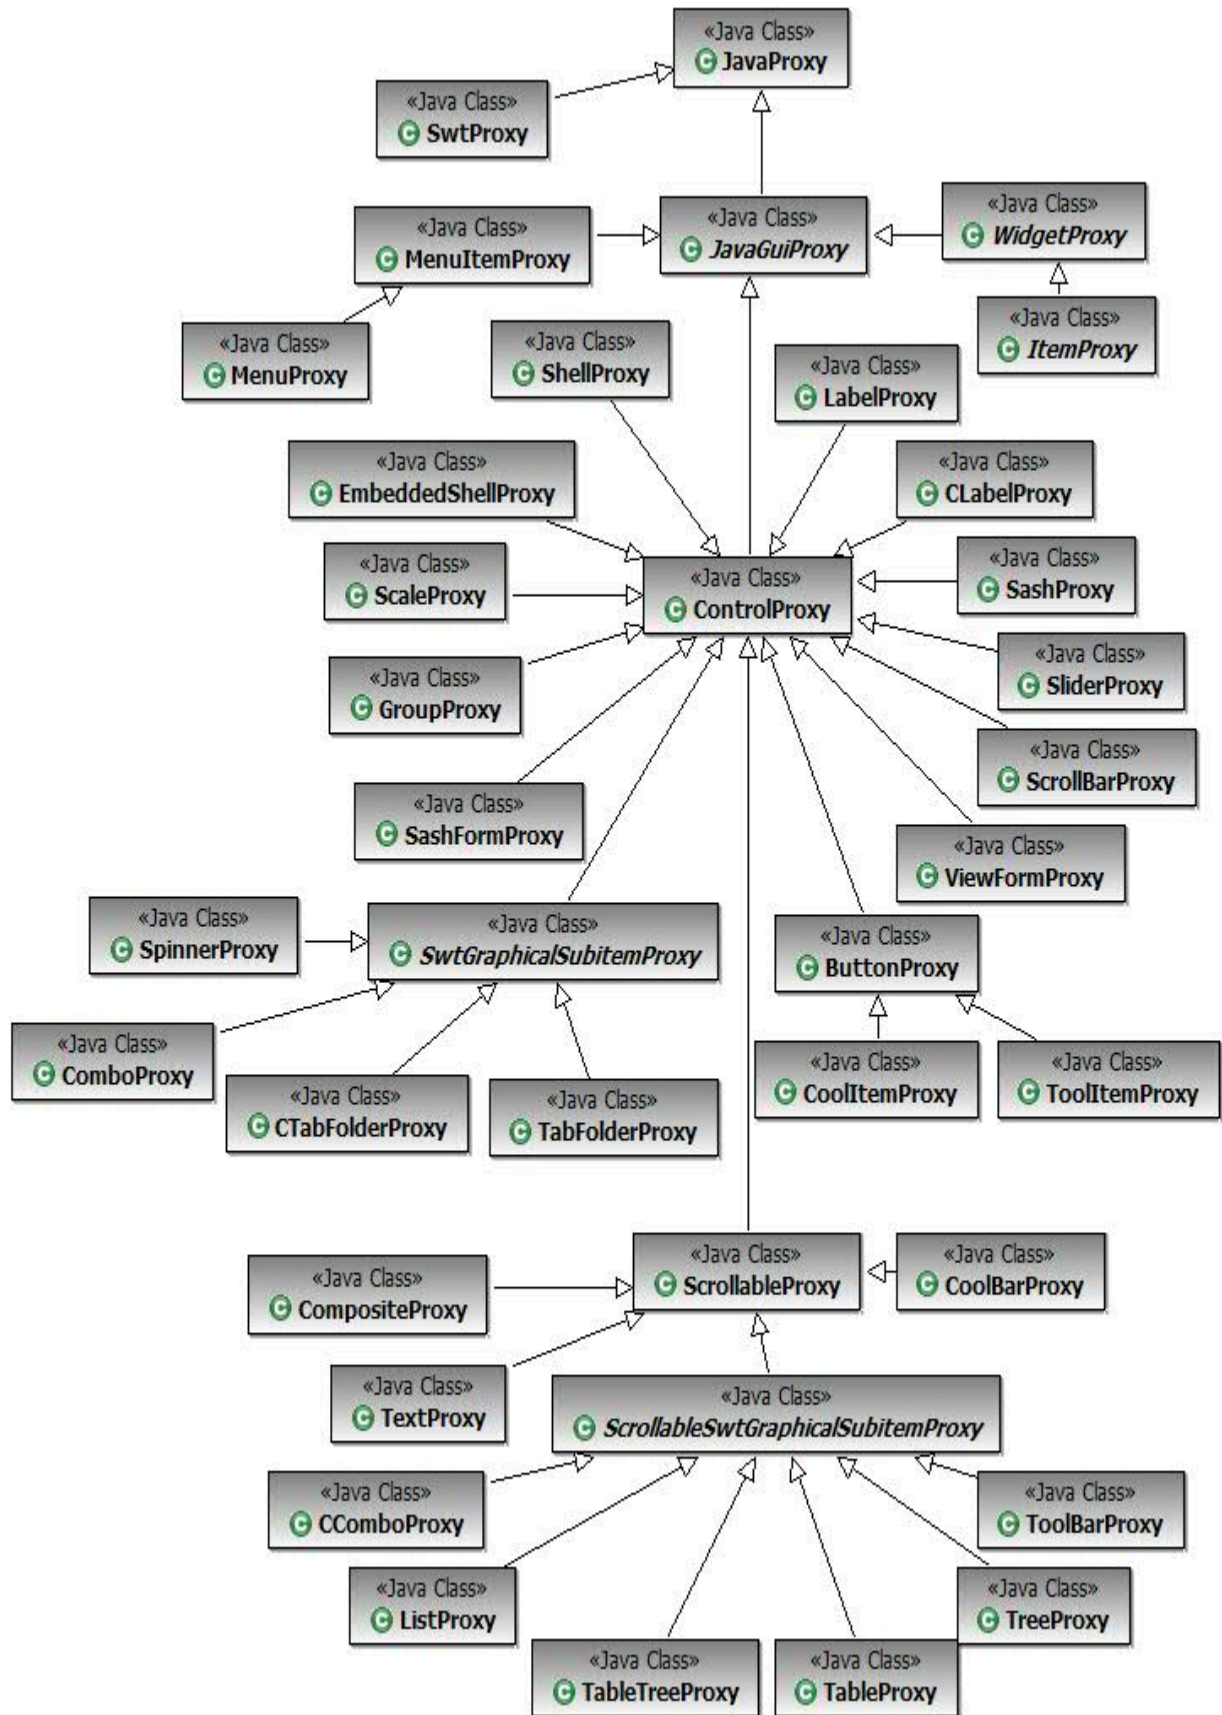 «Java Class»
JavaProxy
«Java Class»
SwtProxy
«Java Class»
MenuItemProxy
«Java Class»
JavaGuiProxy
«Java Class»
WidgetProxy
«Java Class»
MenuProxy
«Java Class»
ShellProxy
«Java Class»
LabelProxy
«Java Class»
ItemProxy
«Java Class»
EmbeddedShellProxy
«Java Class»
CLabelProxy
«Java Class»
ScaleProxy
«Java Class»
ControlProxy
«Java Class»
SashProxy
«Java Class»
GroupProxy
«Java Class»
SliderProxy
«Java Class»
ScrollBarProxy
«Java Class»
SashFormProxy
«Java Class»
ViewFormProxy
«Java Class»
SpinnerProxy
«Java Class»
SwtGraphicalSubitemProxy
«Java Class»
ButtonProxy
«Java Class»
ComboProxy
«Java Class»
CTabFolderProxy
«Java Class»
TabFolderProxy
«Java Class»
CoolItemProxy
«Java Class»
ToolItemProxy
«Java Class»
CompositeProxy
«Java Class»
ScrollableProxy
«Java Class»
CoolBarProxy
«Java Class»
TextProxy
«Java Class»
ScrollableSwtGraphicalSubitemProxy
«Java Class»
CComboProxy
«Java Class»
ToolBarProxy
«Java Class»
ListProxy
«Java Class»
TreeProxy
«Java Class»
TableTreeProxy
«Java Class»
TableProxy